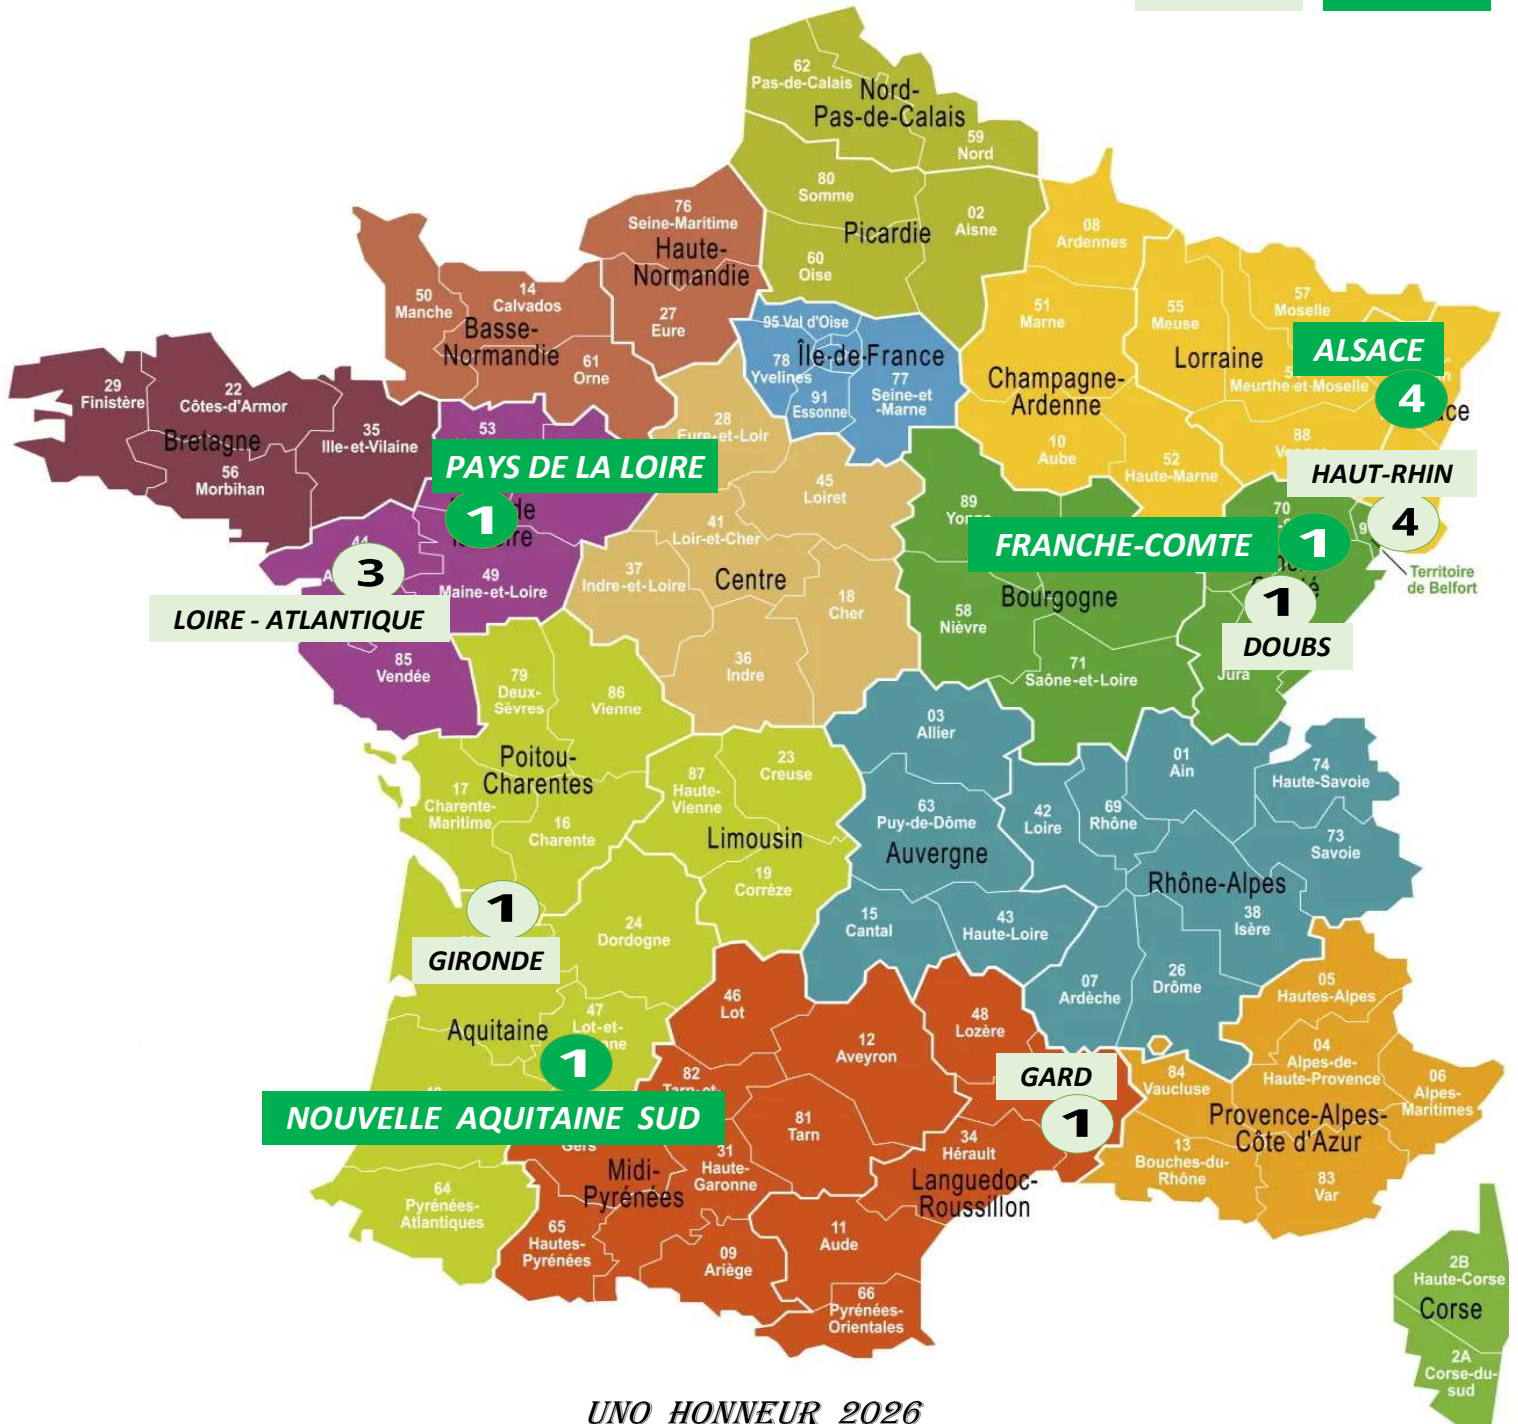 62
Pas-de-Calais
Nord-
Pas-de-Calais
59
Nord
80
Somme
02
Aisne
Picardie
60
Oise
76
Seine-Maritime
Haute-
Normandie
27
Eure
08
Ardennes
50
Manche
14
Calvados
Basse-
Normandie
61
Orne
95 Val d'Oise
Île-de-France
78
Yvelines
91
Essonne
77
Seine-et
-Marne
51
Marne
Champagne-
Ardenne
10
Aube
52
Haute-Marne
55
Meuse
57
Moselle
Lorraine
Meurthe et Moselle
88
ALSACE
4
HAUT-RHIN
4
29
Finistère
22
Côtes-d'Armor
Bretagne
35
Ille-et-Vilaine
56
Morbihan
53
PAYS DE LA LOIRE
1
de
44
3
49
Maine-et-Loire
LOIRE - ATLANTIQUE
85
Vendée
28
Eure-et-Loir
45
Loiret
41
Loir-et-Cher
37
Indre-et-Loire
Centre
18
Cher
36
Indre
89
Yonne
FRANCHE-COMTE
1
70
Bourgogne
58
Nièvre
71
Saône-et-Loire
1
DOUBS
Jura
Territoire
de Belfort
79
Deux-
Sèvres
86
Vienne
Poitou-
Charentes
17
Charente-
Maritime
16
Charente
87
Haute-
Vienne
23
Creuse
Limousin
19
Corrèze
03
Allier
63
Puy-de-Dôme
Auvergne
15
Cantal
43
Haute-Loire
42
Loire
69
Rhône
01
Ain
74
Haute-Savoie
73
Savoie
Rhône-Alpes
38
Isère
07
Ardèche
26
Drôme
1
GIRONDE
24
Dordogne
Aquitaine
47
Lot-et-
1
NOUVELLE AQUITAINE SUD
64
Pyrénées-
Atlantiques
46
Lot
12
Aveyron
82
Tarn-et-
81
Tarn
Gers
31
Haute-
Garonne
Midi-
Pyrénées
65
Hautes-
Pyrénées
09
Ariège
48
Lozère
GARD
1
34
Hérault
Languedoc-
Roussillon
11
Aude
66
Pyrénées-
Orientales
05
Hautes-Alpes
04
Alpes-de-
Haute-Provence
84
Vaucluse
06
Alpes-
Maritimes
Provence-Alpes-
Côte d'Azur
13
Bouches-du-
Rhône
83
Var
2B
Haute-Corse
Corse
2A
Corse-du-
sud
UNO HONNEUR 2026